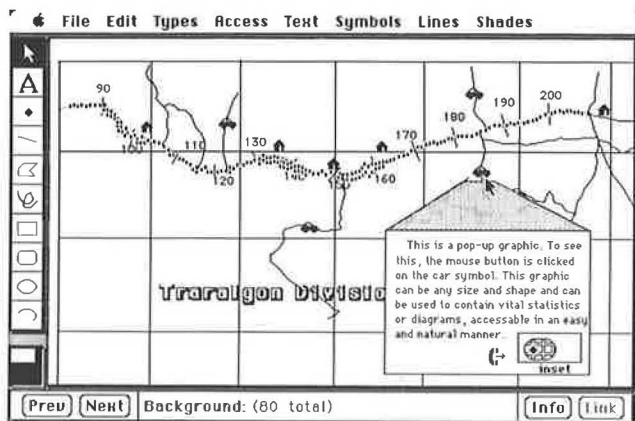 File Edit Types Access Text Symbols Lines Shades
A
90
100
110
120
130
140
150
160
170
180
190
200
This is a pop-up graphic. To see
this, the mouse button is clicked
on the car symbol. This graphic
can be any size and shape and can
be used to contain vital statistics
or diagrams, accessable in an easy
and natural manner.
inset
Traralgon Divisio
Prev Next Background: (80 total) Info Link